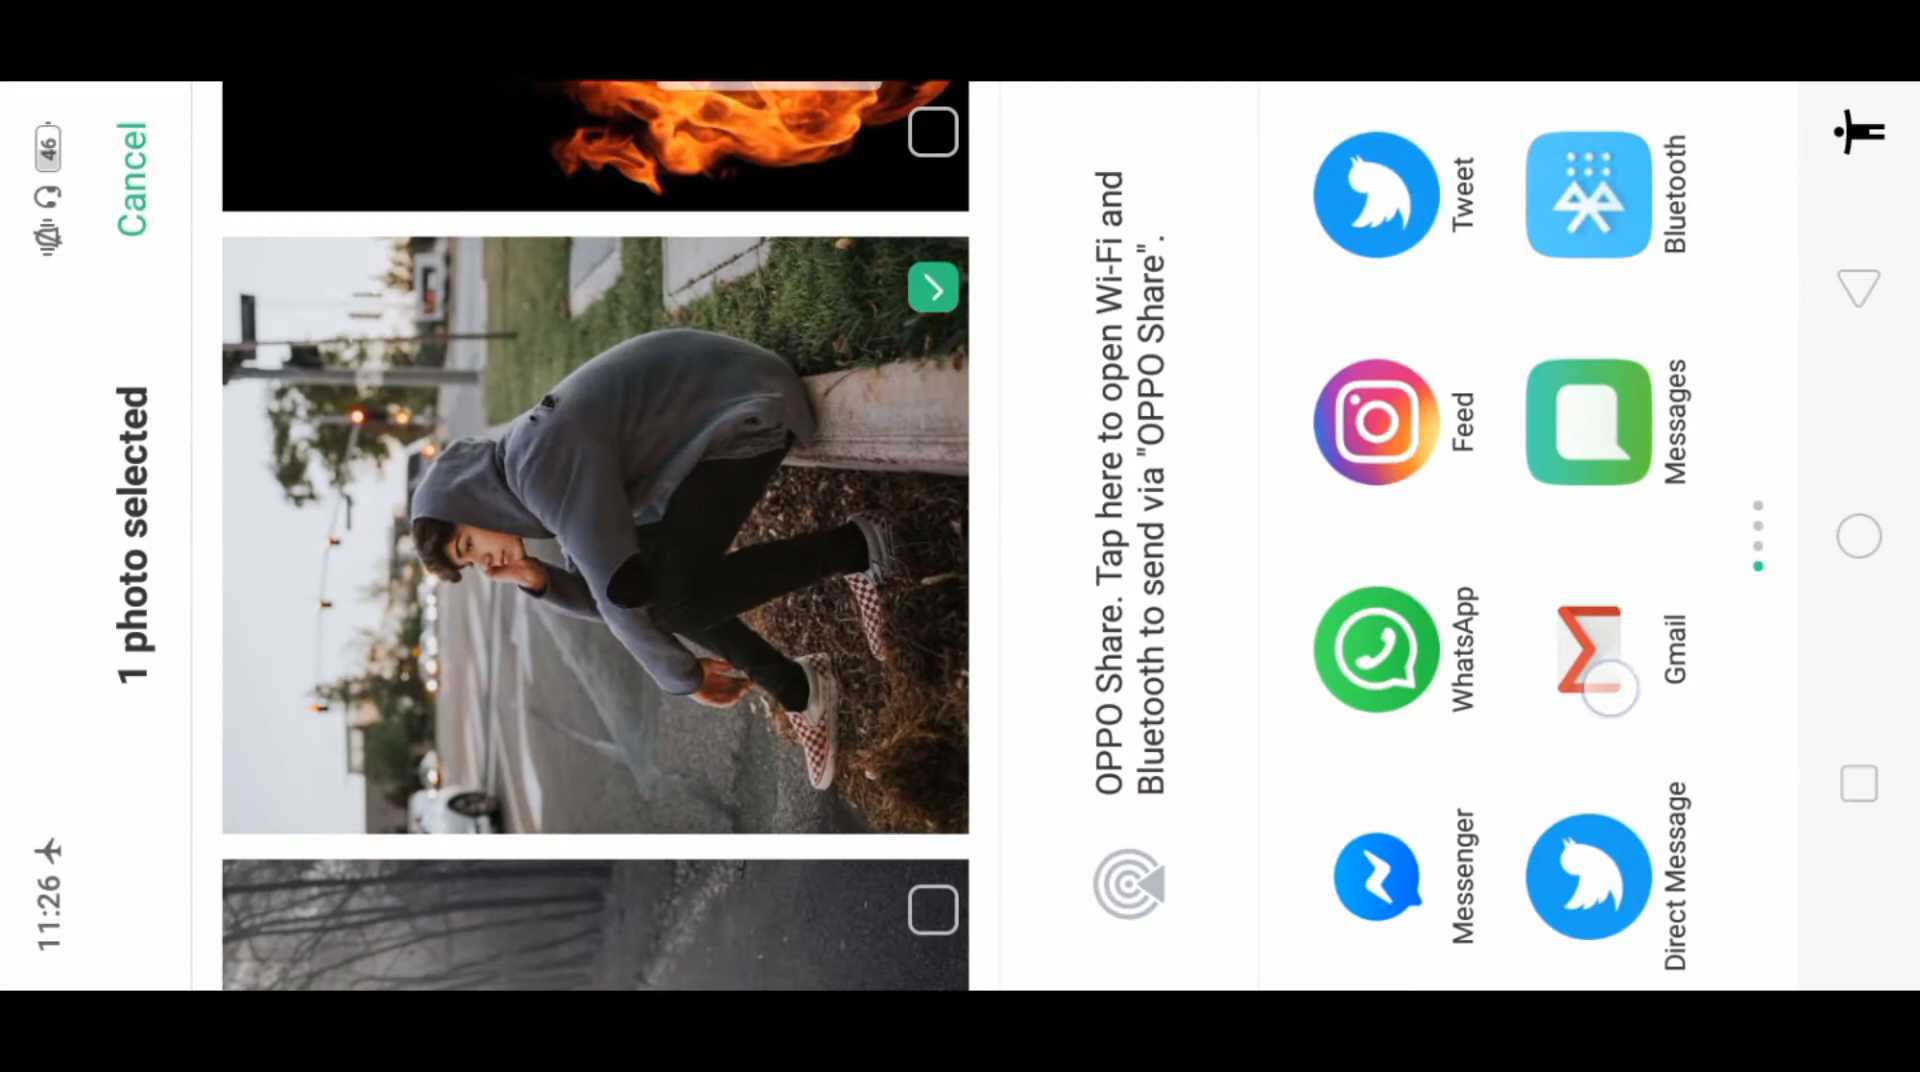 11:26
46
1 photo selected
Cancel
OPPO Share. Tap here to open Wi-Fi and
Bluetooth to send via "OPPO Share".
Messenger
WhatsApp
Feed
Tweet
Direct Message
Gmail
Messages
Bluetooth